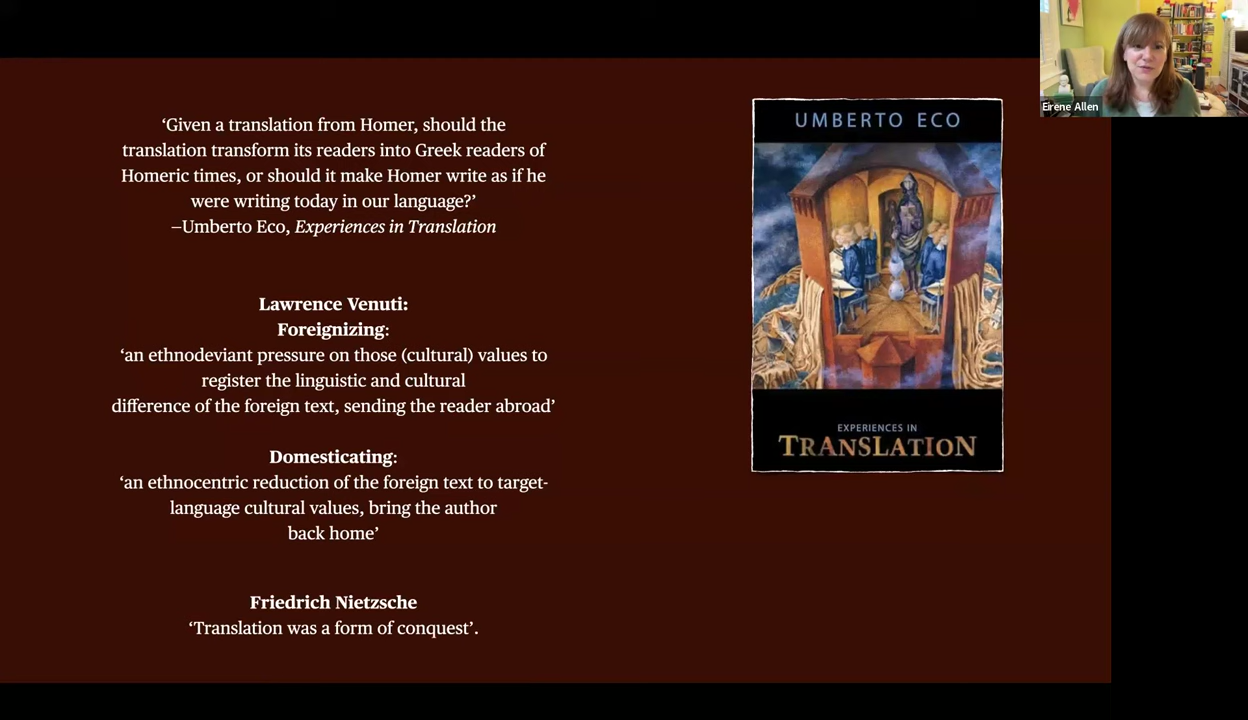 ‘Given a translation from Homer, should the
translation transform its readers into Greek readers of
Homeric times, or should it make Homer write as if he
were writing today in our language?’
—Umberto Eco, Experiences in Translation
Lawrence Venuti:
Foreignizing:
‘an ethnodeviant pressure on those (cultural) values to
register the linguistic and cultural
difference of the foreign text, sending the reader abroad’
Domesticating:
‘an ethnocentric reduction of the foreign text to target-
language cultural values, bring the author
back home’
Friedrich Nietzsche
‘Translation was a form of conquest’.
UMBERTO ECO
EXPERIENCES IN
TRANSLATION
Eirene Allen